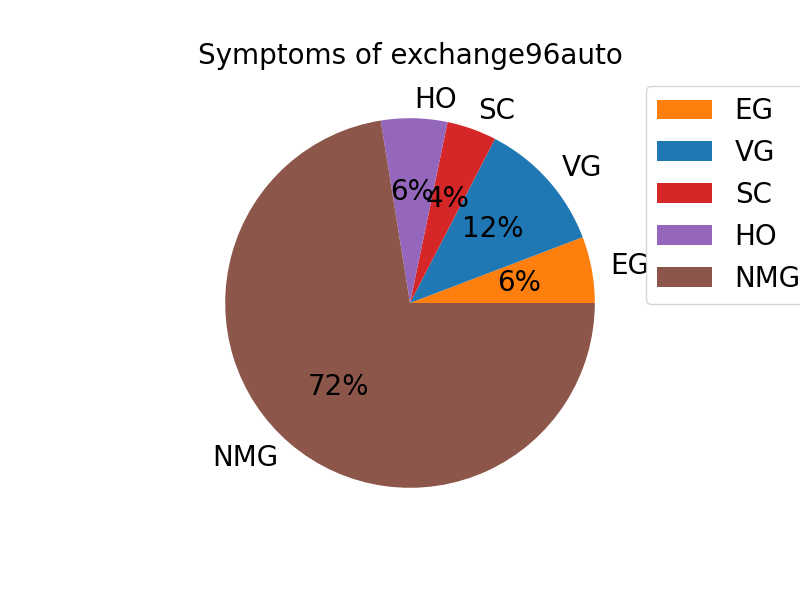 Symptoms of exchange96auto
HO
SC
VG
EG
NMG
6%
4%
12%
6%
72%
EG
VG
SC
HO
NMG